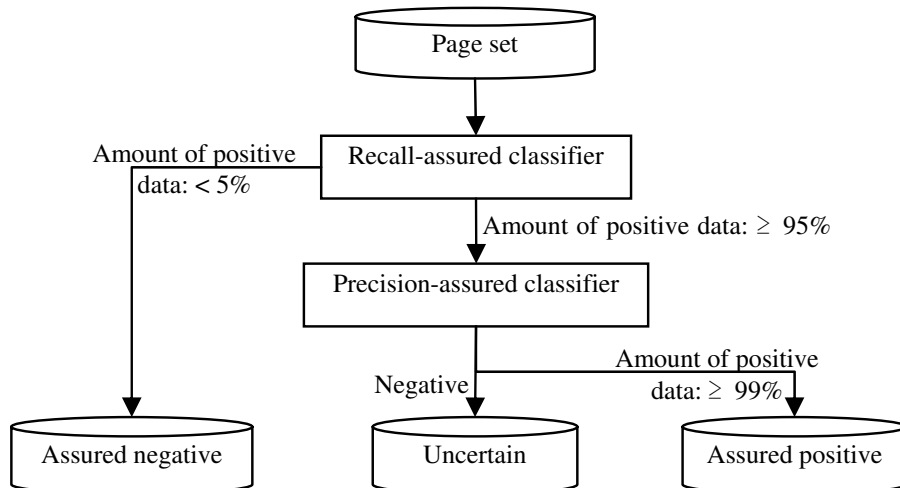 Page set
Recall-assured classifier
Amount of positive
data: < 5%
Amount of positive data: ≥ 95%
Precision-assured classifier
Amount of positive
data: ≥ 99%
Negative
Assured negative
Uncertain
Assured positive